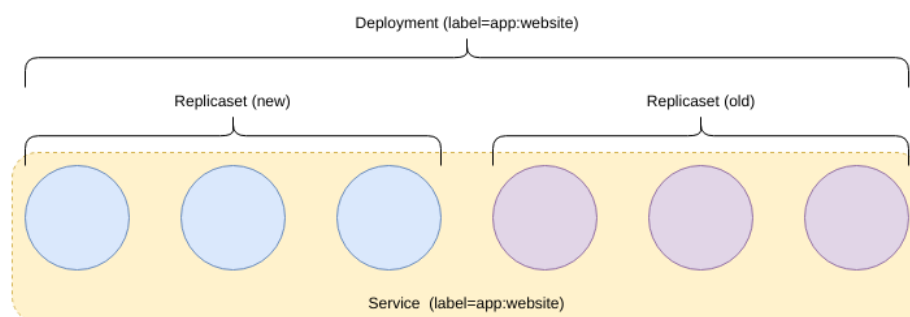 Deployment (label=app:website)
Replicaset (new)
Replicaset (old)
Service (label=app:website)